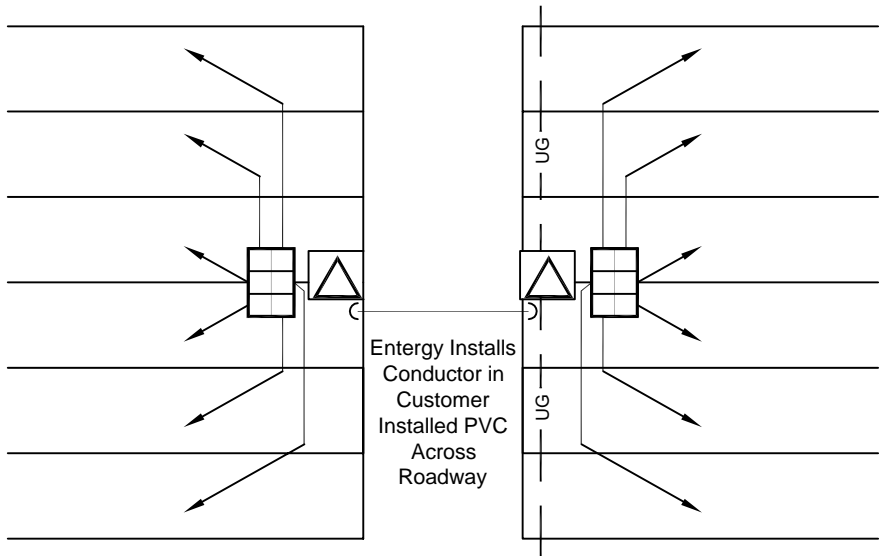 UG
Entergy Installs
Conductor in
Customer
Installed PVC
Across
Roadway
UG